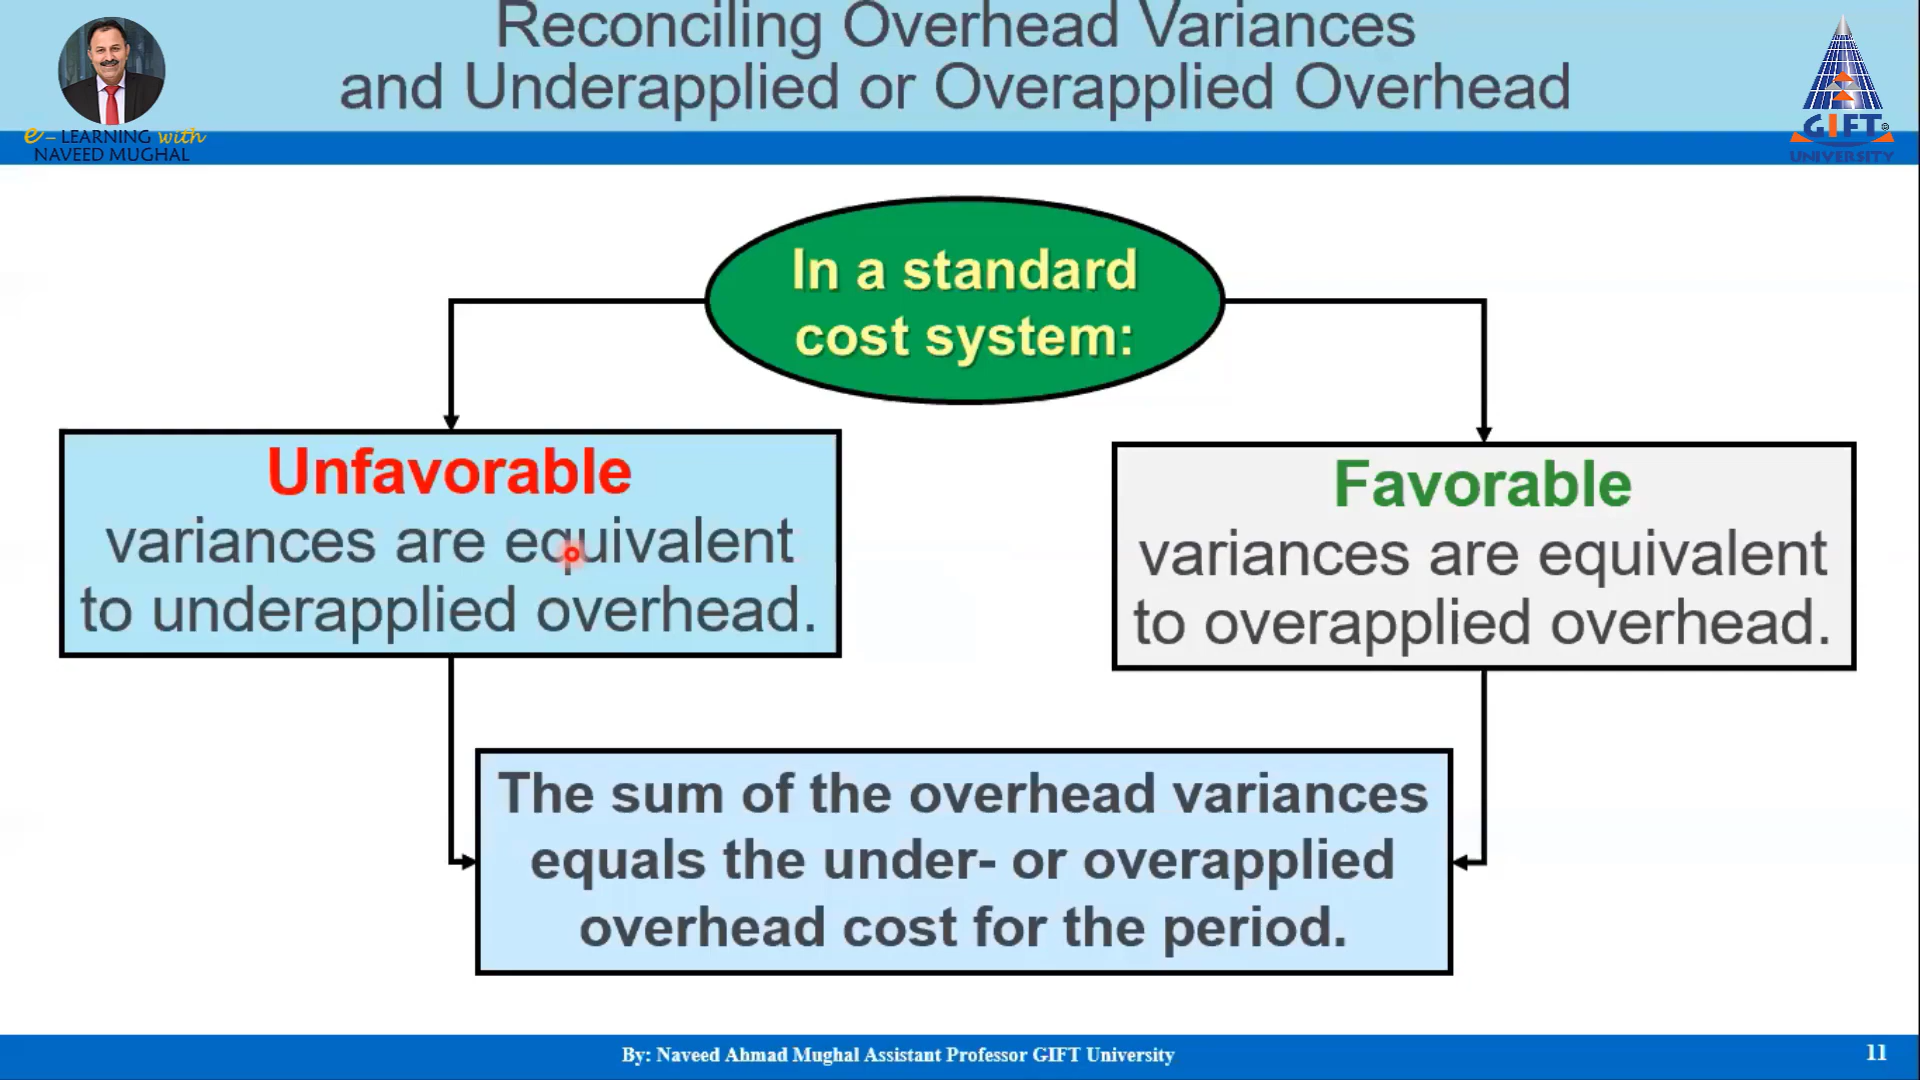 Reconciling Overhead Variances
and Underapplied or Overapplied Overhead
e - LEARNING with
NAVEED MUGHAL
GIFT
UNIVERSITY
In a standard
cost system:
Unfavorable
variances are equivalent
to underapplied overhead.
Favorable
variances are equivalent
to overapplied overhead.
The sum of the overhead variances
equals the under- or overapplied
overhead cost for the period.
By: Naveed Ahmad Mughal Assistant Professor GIFT University
11